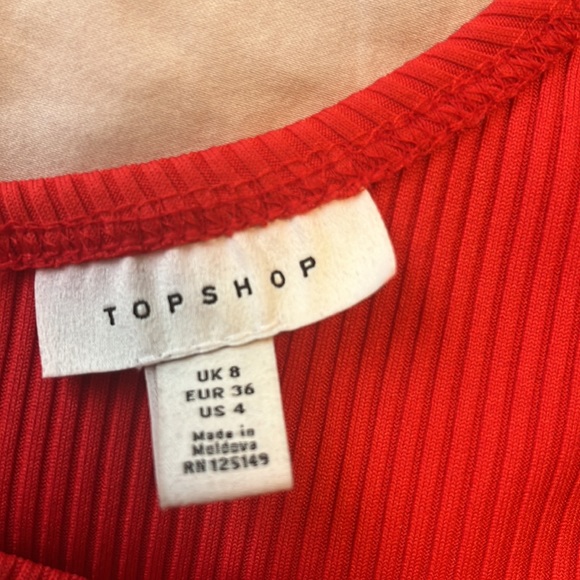 TOPSHOP
UK 8
EUR 36
US 4
Made in
Moldova
RN 125149